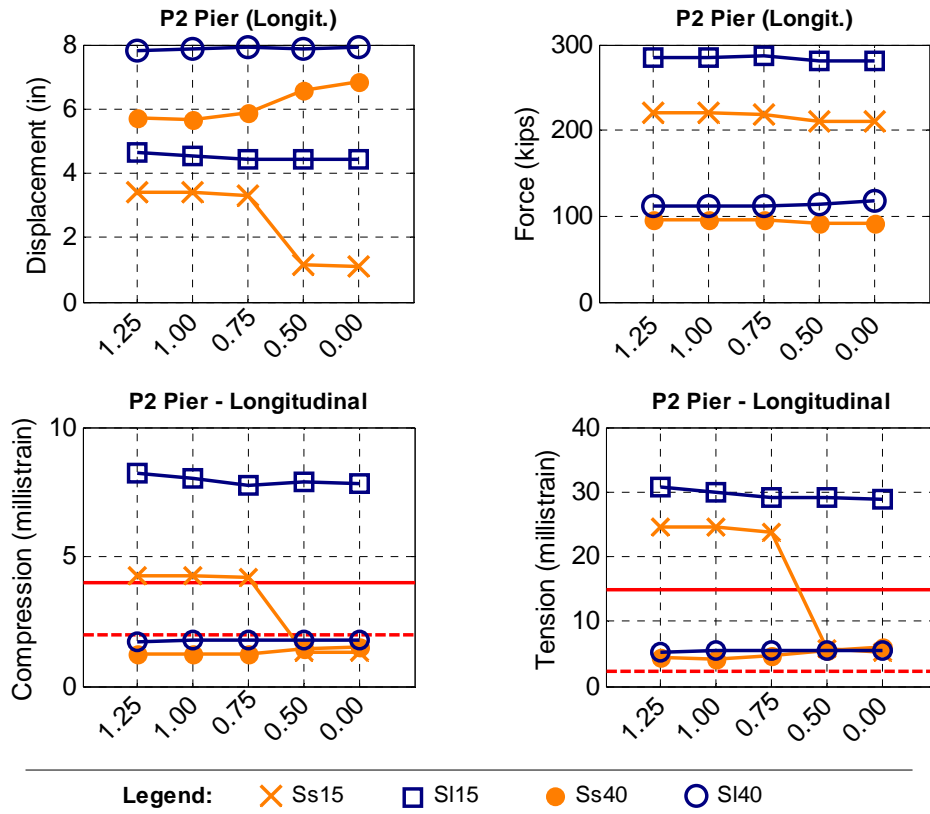 P2 Pier (Longit.)
Displacement (in)
8
6
4
2
0
1.25 1.00 0.75 0.50 0.00
P2 Pier (Longit.)
Force (kips)
300
200
100
0
1.25 1.00 0.75 0.50 0.00
P2 Pier - Longitudinal
Compression (millistrain)
10
5
0
1.25 1.00 0.75 0.50 0.00
P2 Pier - Longitudinal
Tension (millistrain)
40
30
20
10
0
1.25 1.00 0.75 0.50 0.00
Legend: Ss15 Sl15 Ss40 Sl40